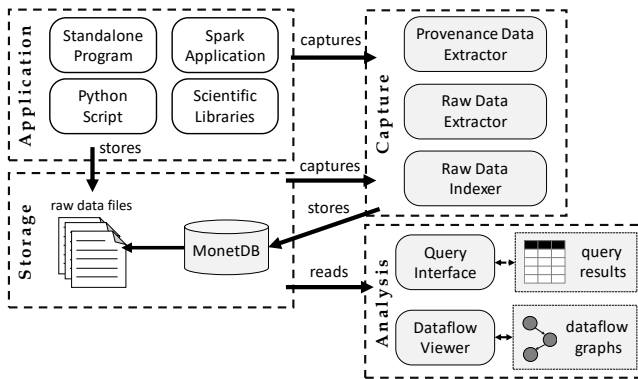 Application
Standalone
Program
Spark
Application
Python
Script
Scientific
Libraries
captures
Capture
Provenance Data
Extractor
Raw Data
Extractor
Raw Data
Indexer
stores
captures
stores
Storage
raw data files
MonetDB
reads
Analysis
Query
Interface
query
results
Dataflow
Viewer
dataflow
graphs